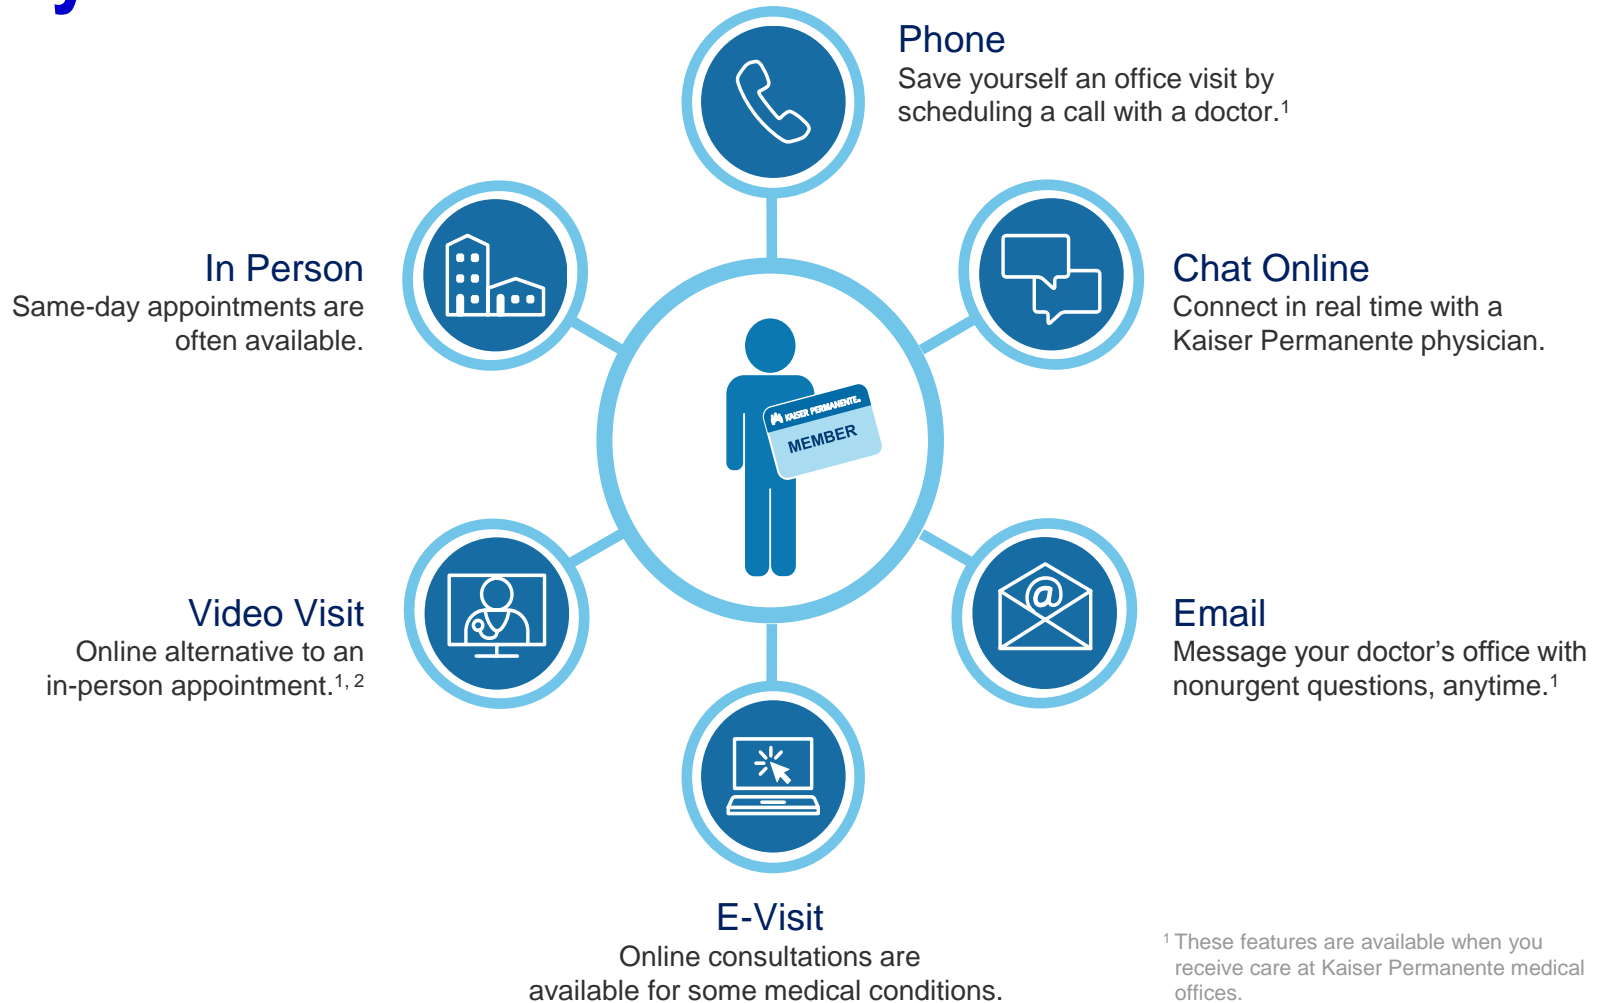 y
Phone
Save yourself an office visit by
scheduling a call with a doctor.¹
In Person
Same-day appointments are
often available.
Chat Online
Connect in real time with a
Kaiser Permanente physician.
KAISER PERMANENTE®
MEMBER
Video Visit
Online alternative to an
in-person appointment.¹, ²
Email
Message your doctor’s office with
nonurgent questions, anytime.¹
@
E-Visit
Online consultations are
available for some medical conditions.
¹ These features are available when you
receive care at Kaiser Permanente medical
offices.